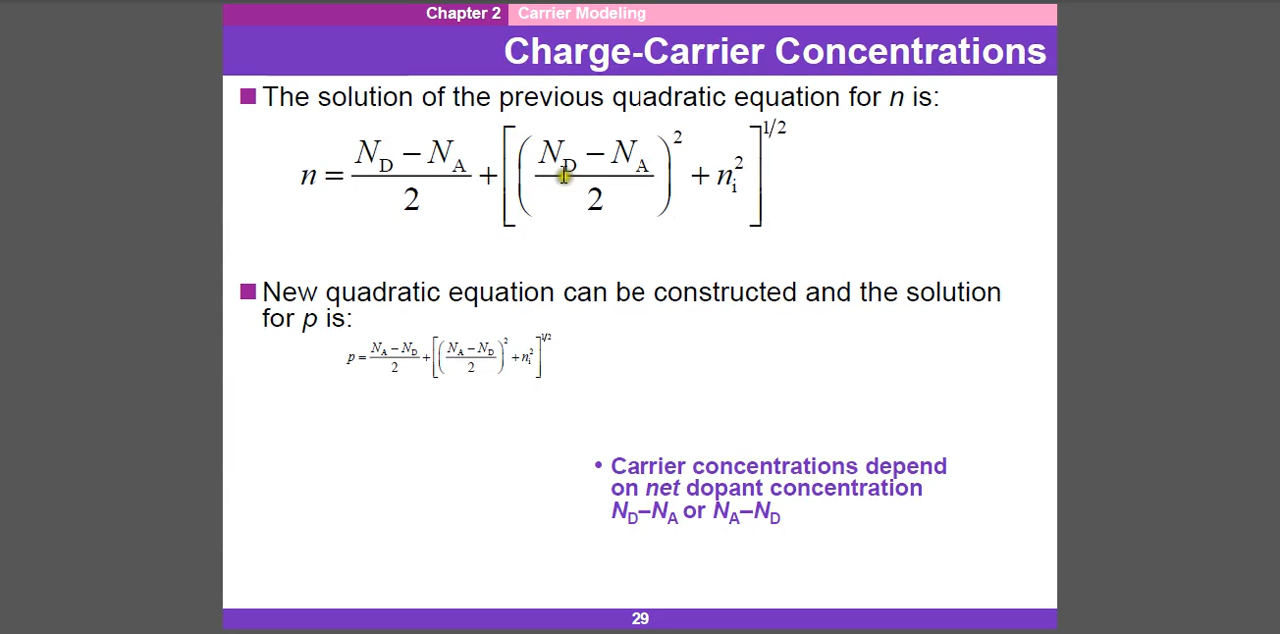 Chapter 2 Carrier Modeling
Charge-Carrier Concentrations
The solution of the previous quadratic equation for n is:
n = (N_D − N_A)/2 + [((N_D − N_A)/2)^2 + n_i^2]^1/2
New quadratic equation can be constructed and the solution
for p is:
p = (N_A − N_D)/2 + [((N_A − N_D)/2)^2 + n_i^2]^1/2
• Carrier concentrations depend
on net dopant concentration
N_D–N_A or N_A–N_D
29